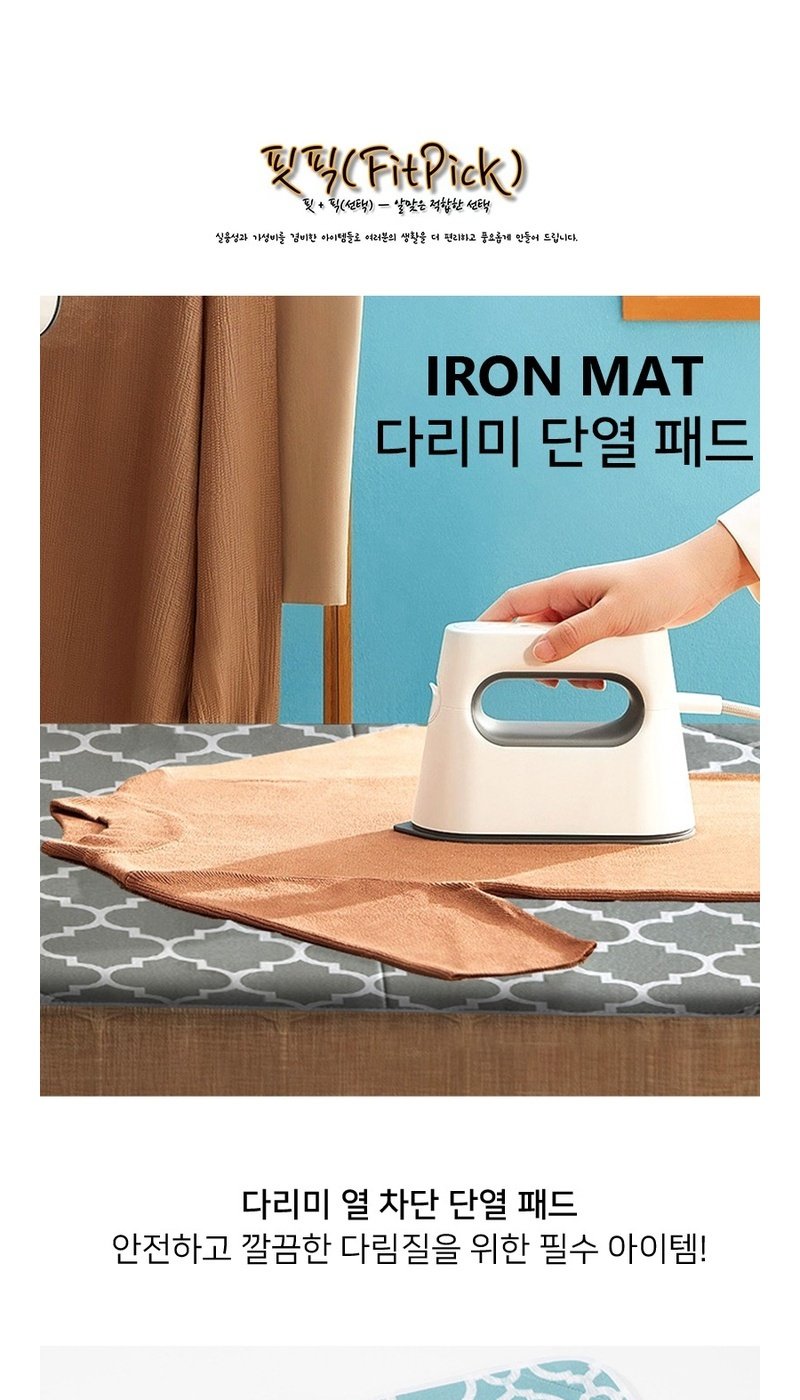 핏픽(FitPick)
핏 + 픽(선택) — 알맞은 적합한 선택
실용성과 가성비를 겸비한 아이템들로 여러분의 생활을 더 편리하고 풍요롭게 만들어 드립니다.
IRON MAT
다리미 단열 패드
다리미 열 차단 단열 패드
안전하고 깔끔한 다림질을 위한 필수 아이템!